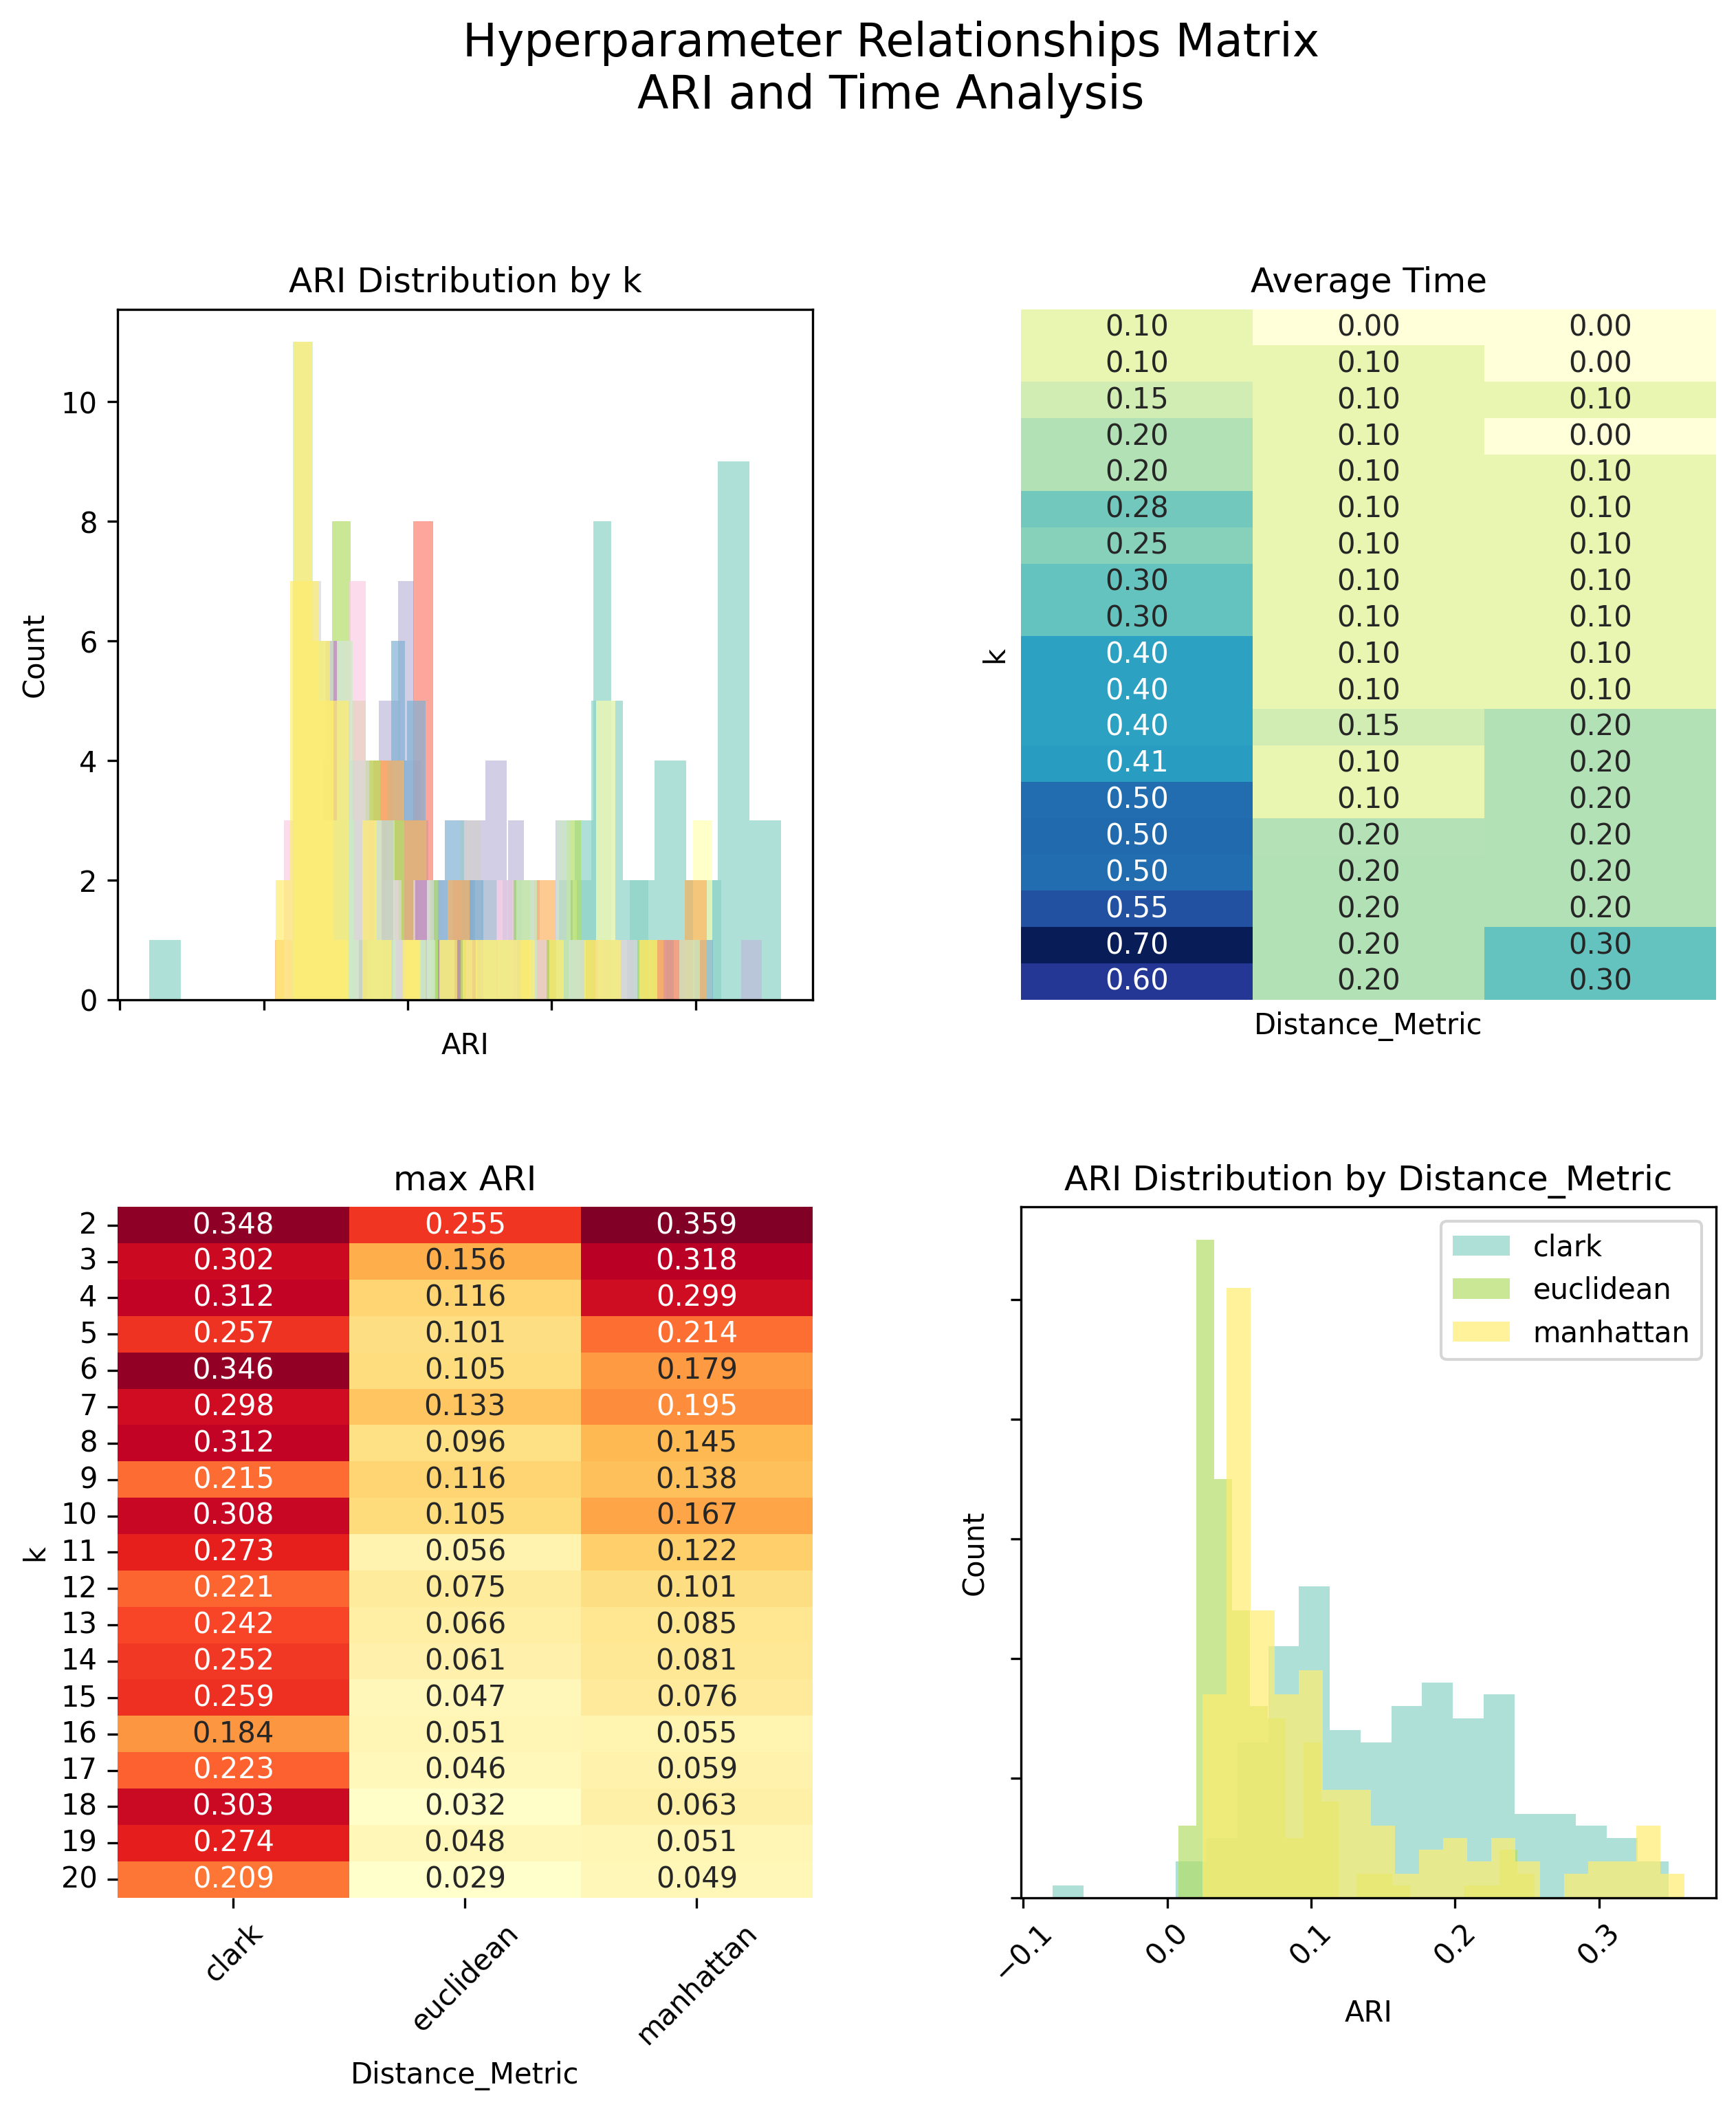 Hyperparameter Relationships Matrix
ARI and Time Analysis
ARI Distribution by k
10
8
6
4
2
0
Count
ARI
Average Time
k
0.10 0.00 0.00
0.10 0.10 0.00
0.15 0.10 0.10
0.20 0.10 0.00
0.20 0.10 0.10
0.28 0.10 0.10
0.25 0.10 0.10
0.30 0.10 0.10
0.30 0.10 0.10
0.40 0.10 0.10
0.40 0.10 0.10
0.40 0.15 0.20
0.41 0.10 0.20
0.50 0.10 0.20
0.50 0.20 0.20
0.50 0.20 0.20
0.55 0.20 0.20
0.70 0.20 0.30
0.60 0.20 0.30
Distance_Metric
max ARI
k
2 0.348 0.255 0.359
3 0.302 0.156 0.318
4 0.312 0.116 0.299
5 0.257 0.101 0.214
6 0.346 0.105 0.179
7 0.298 0.133 0.195
8 0.312 0.096 0.145
9 0.215 0.116 0.138
10 0.308 0.105 0.167
11 0.273 0.056 0.122
12 0.221 0.075 0.101
13 0.242 0.066 0.085
14 0.252 0.061 0.081
15 0.259 0.047 0.076
16 0.184 0.051 0.055
17 0.223 0.046 0.059
18 0.303 0.032 0.063
19 0.274 0.048 0.051
20 0.209 0.029 0.049
clark euclidean manhattan
Distance_Metric
ARI Distribution by Distance_Metric
clark
euclidean
manhattan
Count
−0.1 0.0 0.1 0.2 0.3
ARI